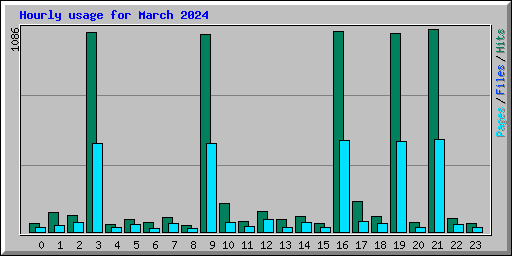 Hourly usage for March 2024
1086
Pages / Files / Hits
0 1 2 3 4 5 6 7 8 9 10 11 12 13 14 15 16 17 18 19 20 21 22 23